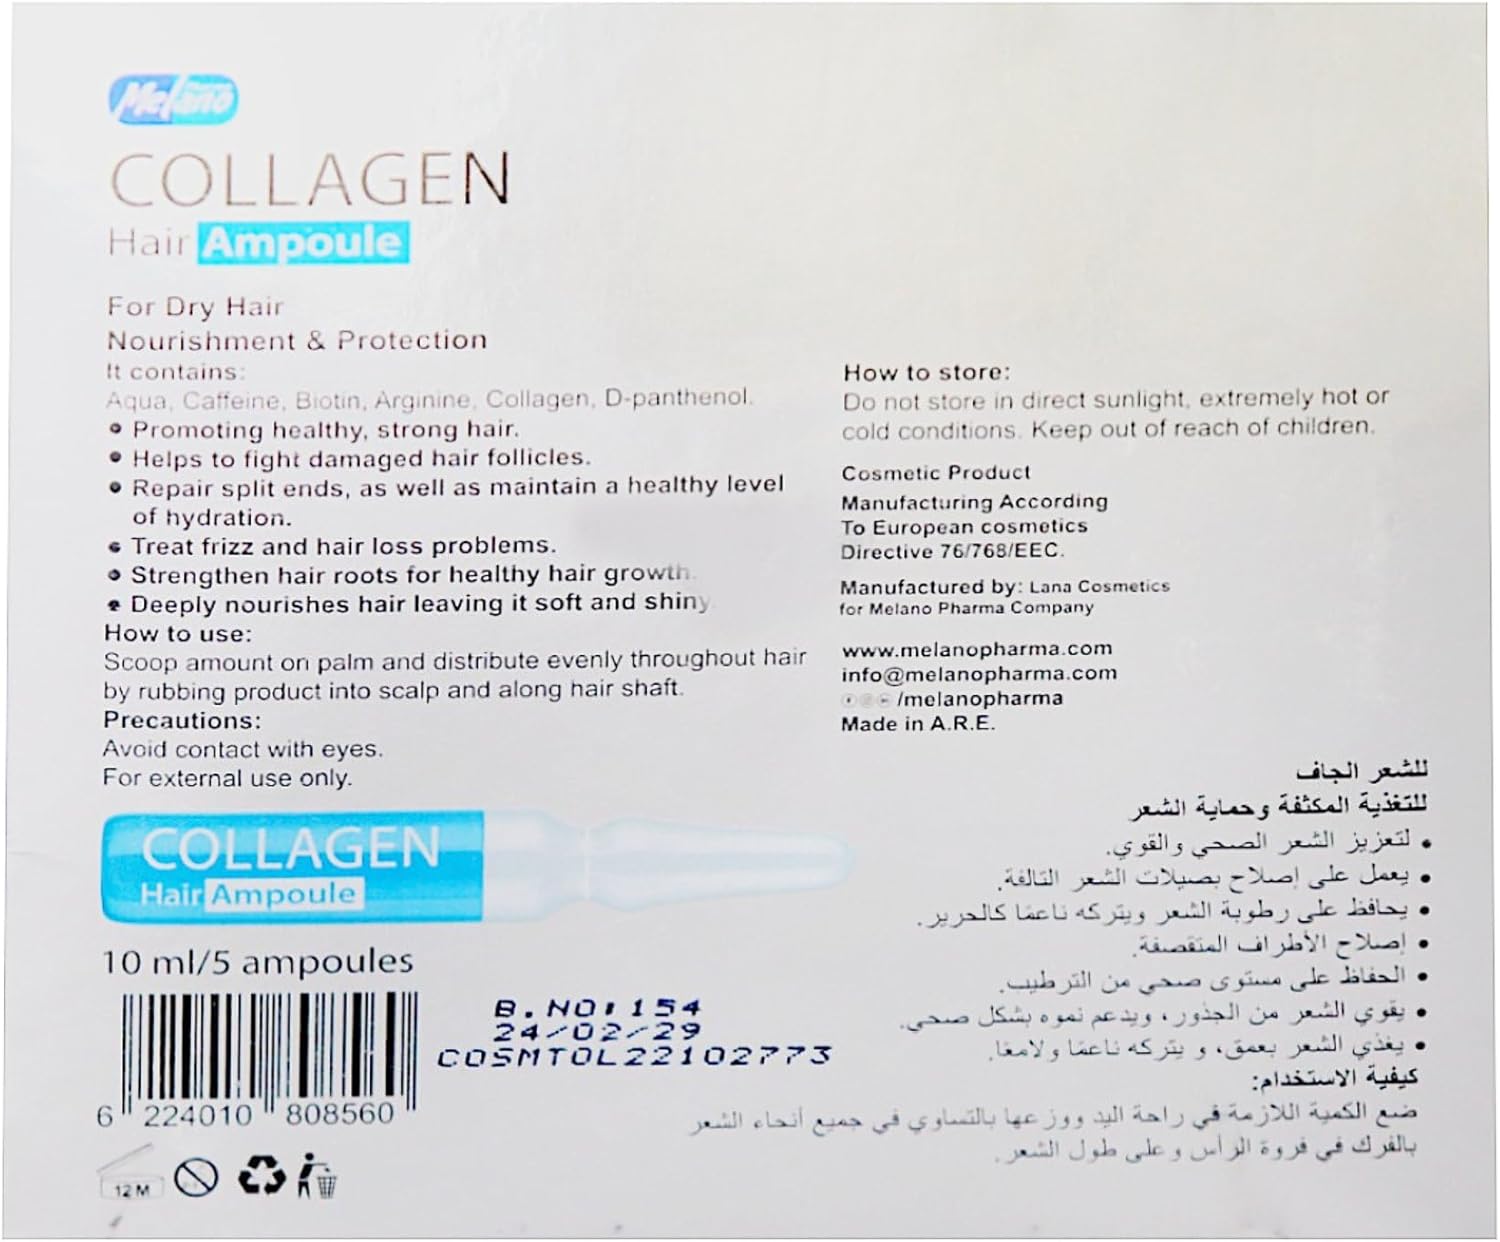 Melano Pharma
COLLAGEN
Hair Ampoule
For Dry Hair
Nourishment & Protection
It contains:
Aqua, Caffeine, Biotin, Arginine, Collagen, D-panthenol.
• Promoting healthy, strong hair.
• Helps to fight damaged hair follicles.
• Repair split ends, as well as maintain a healthy level
of hydration.
• Treat frizz and hair loss problems.
• Strengthen hair roots for healthy hair growth.
• Deeply nourishes hair leaving it soft and shiny.
How to use:
Scoop amount on palm and distribute evenly throughout hair
by rubbing product into scalp and along hair shaft.
Precautions:
Avoid contact with eyes.
For external use only.
COLLAGEN
Hair Ampoule
10 ml/5 ampoules
6 224010 808560
12 M
B.NO:154
24/02/29
COSMTOL22102773
How to store:
Do not store in direct sunlight, extremely hot or
cold conditions. Keep out of reach of children.
Cosmetic Product
Manufacturing According
To European cosmetics
Directive 76/768/EEC.
Manufactured by: Lana Cosmetics
for Melano Pharma Company
www.melanopharma.com
info@melanopharma.com
/melanopharma
Made in A.R.E.
للشعر الجاف
للتغذية المكثفة وحماية الشعر
• لتعزيز الشعر الصحي والقوي.
• يعمل على إصلاح بصيلات الشعر التالفة.
• يحافظ على رطوبة الشعر ويتركه ناعمًا كالحرير.
• إصلاح الأطراف المتقصفة.
• الحفاظ على مستوى صحي من الترطيب.
• يقوي الشعر من الجذور، ويدعم نموه بشكل صحي.
• يغذي الشعر بعمق، و يتركه ناعمًا ولامعًا.
كيفية الاستخدام:
ضع الكمية اللازمة في راحة اليد ووزعها بالتساوي في جميع أنحاء الشعر
بالفرك في فروة الرأس وعلى طول الشعر.